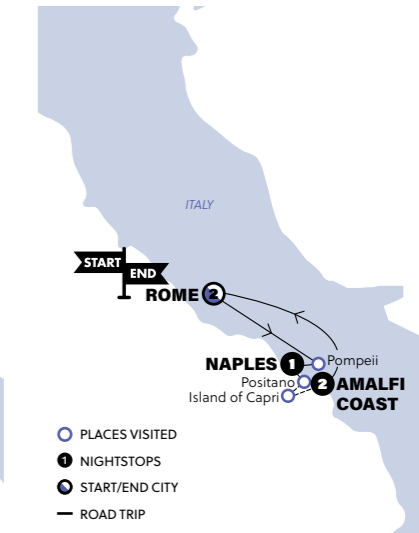 ITALY
START
END
ROME 2
NAPLES 1
Pompeii
Positano
2 AMALFI
COAST
Island of Capri
PLACES VISITED
1 NIGHTSTOPS
START/END CITY
ROAD TRIP